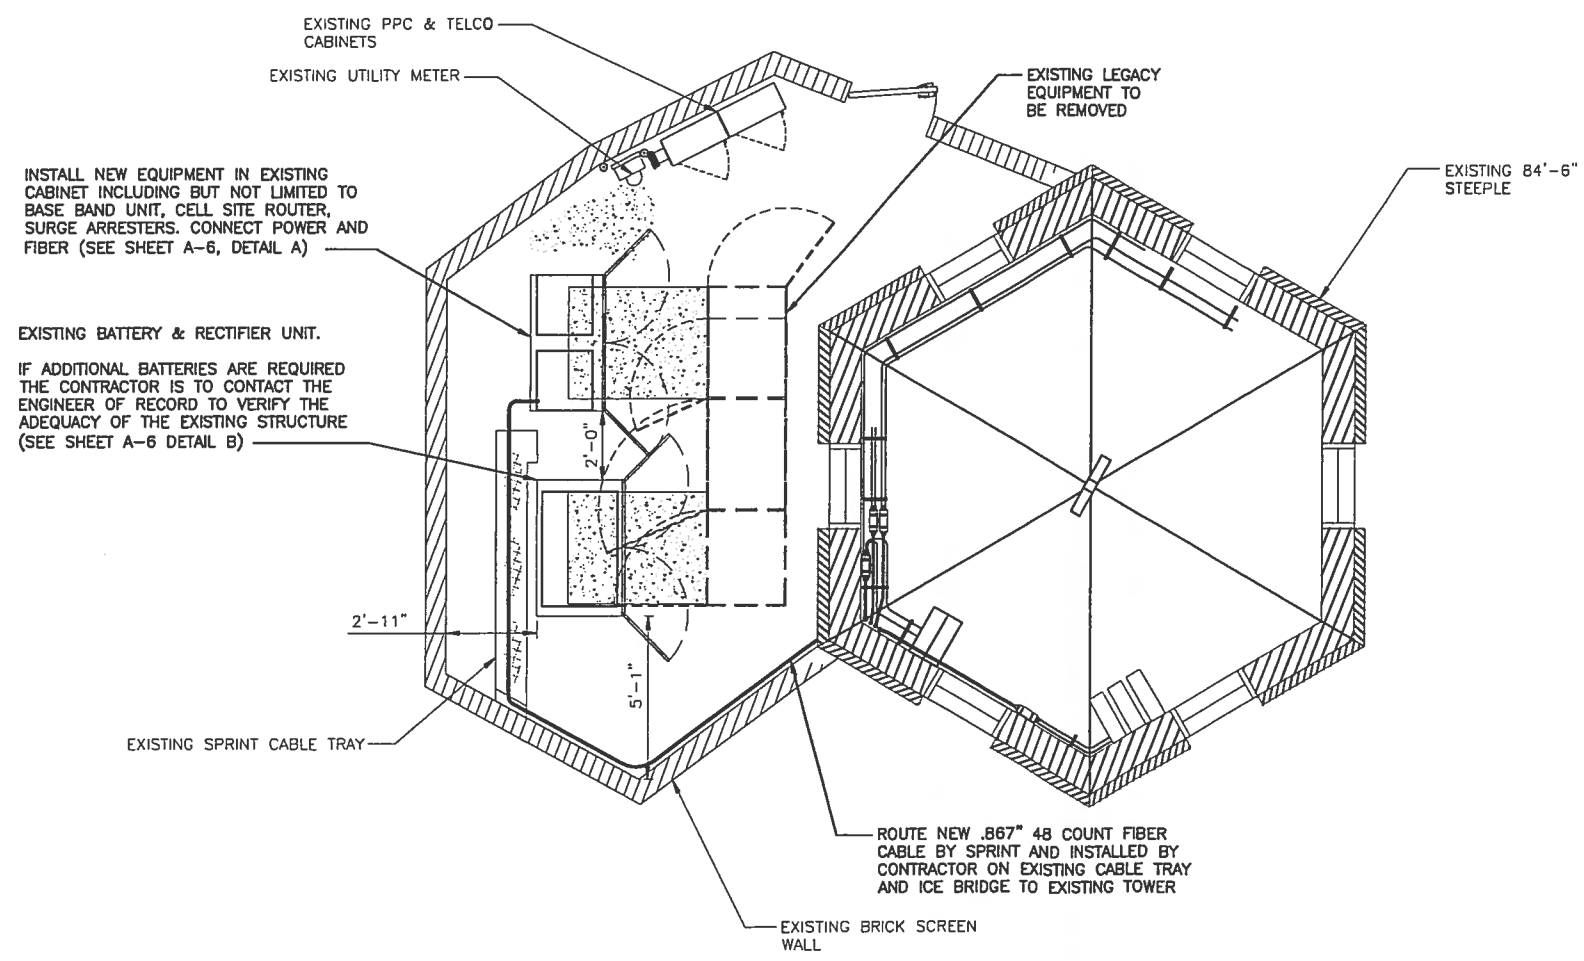 EXISTING PPC & TELCO
CABINETS
EXISTING UTILITY METER
EXISTING LEGACY
EQUIPMENT TO
BE REMOVED
EXISTING 84'-6"
STEEPLE
INSTALL NEW EQUIPMENT IN EXISTING
CABINET INCLUDING BUT NOT LIMITED TO
BASE BAND UNIT, CELL SITE ROUTER,
SURGE ARRESTERS. CONNECT POWER AND
FIBER (SEE SHEET A-6, DETAIL A)
EXISTING BATTERY & RECTIFIER UNIT.
IF ADDITIONAL BATTERIES ARE REQUIRED
THE CONTRACTOR IS TO CONTACT THE
ENGINEER OF RECORD TO VERIFY THE
ADEQUACY OF THE EXISTING STRUCTURE
(SEE SHEET A-6 DETAIL B)
2'-0"
2'-11"
5'-1"
EXISTING SPRINT CABLE TRAY
ROUTE NEW .867" 48 COUNT FIBER
CABLE BY SPRINT AND INSTALLED BY
CONTRACTOR ON EXISTING CABLE TRAY
AND ICE BRIDGE TO EXISTING TOWER
EXISTING BRICK SCREEN
WALL